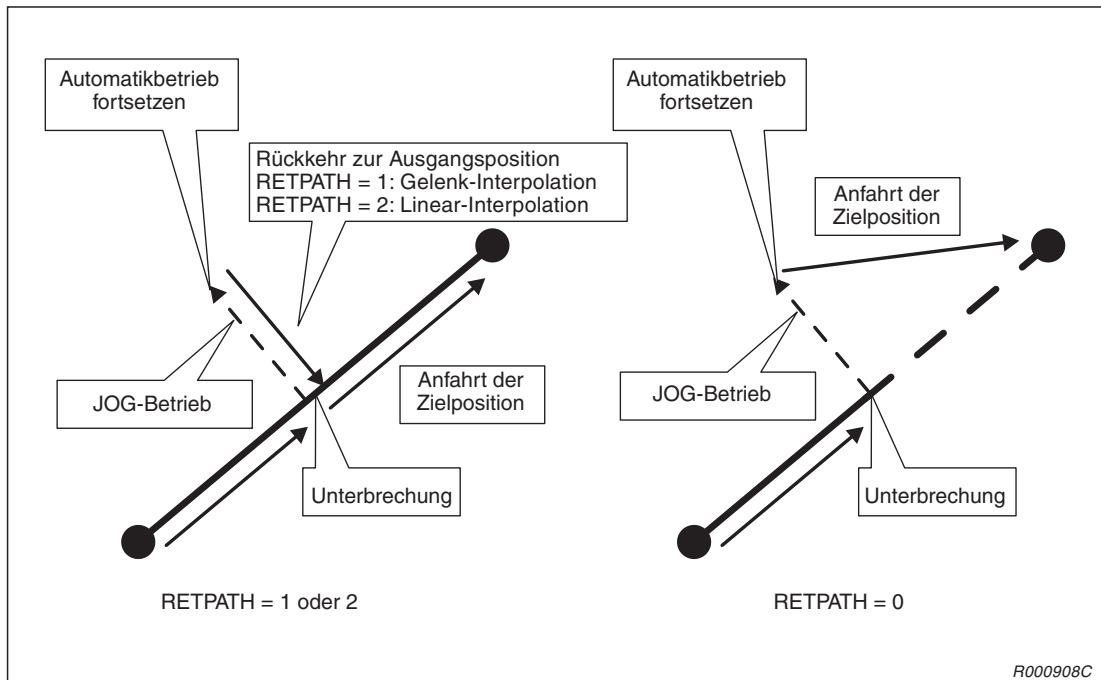 Automatikbetrieb
fortsetzen
Rückkehr zur Ausgangsposition
RETPATH = 1: Gelenk-Interpolation
RETPATH = 2: Linear-Interpolation
JOG-Betrieb
Anfahrt der
Zielposition
Unterbrechung
RETPATH = 1 oder 2
Automatikbetrieb
fortsetzen
Anfahrt der
Zielposition
JOG-Betrieb
Unterbrechung
RETPATH = 0
R000908C